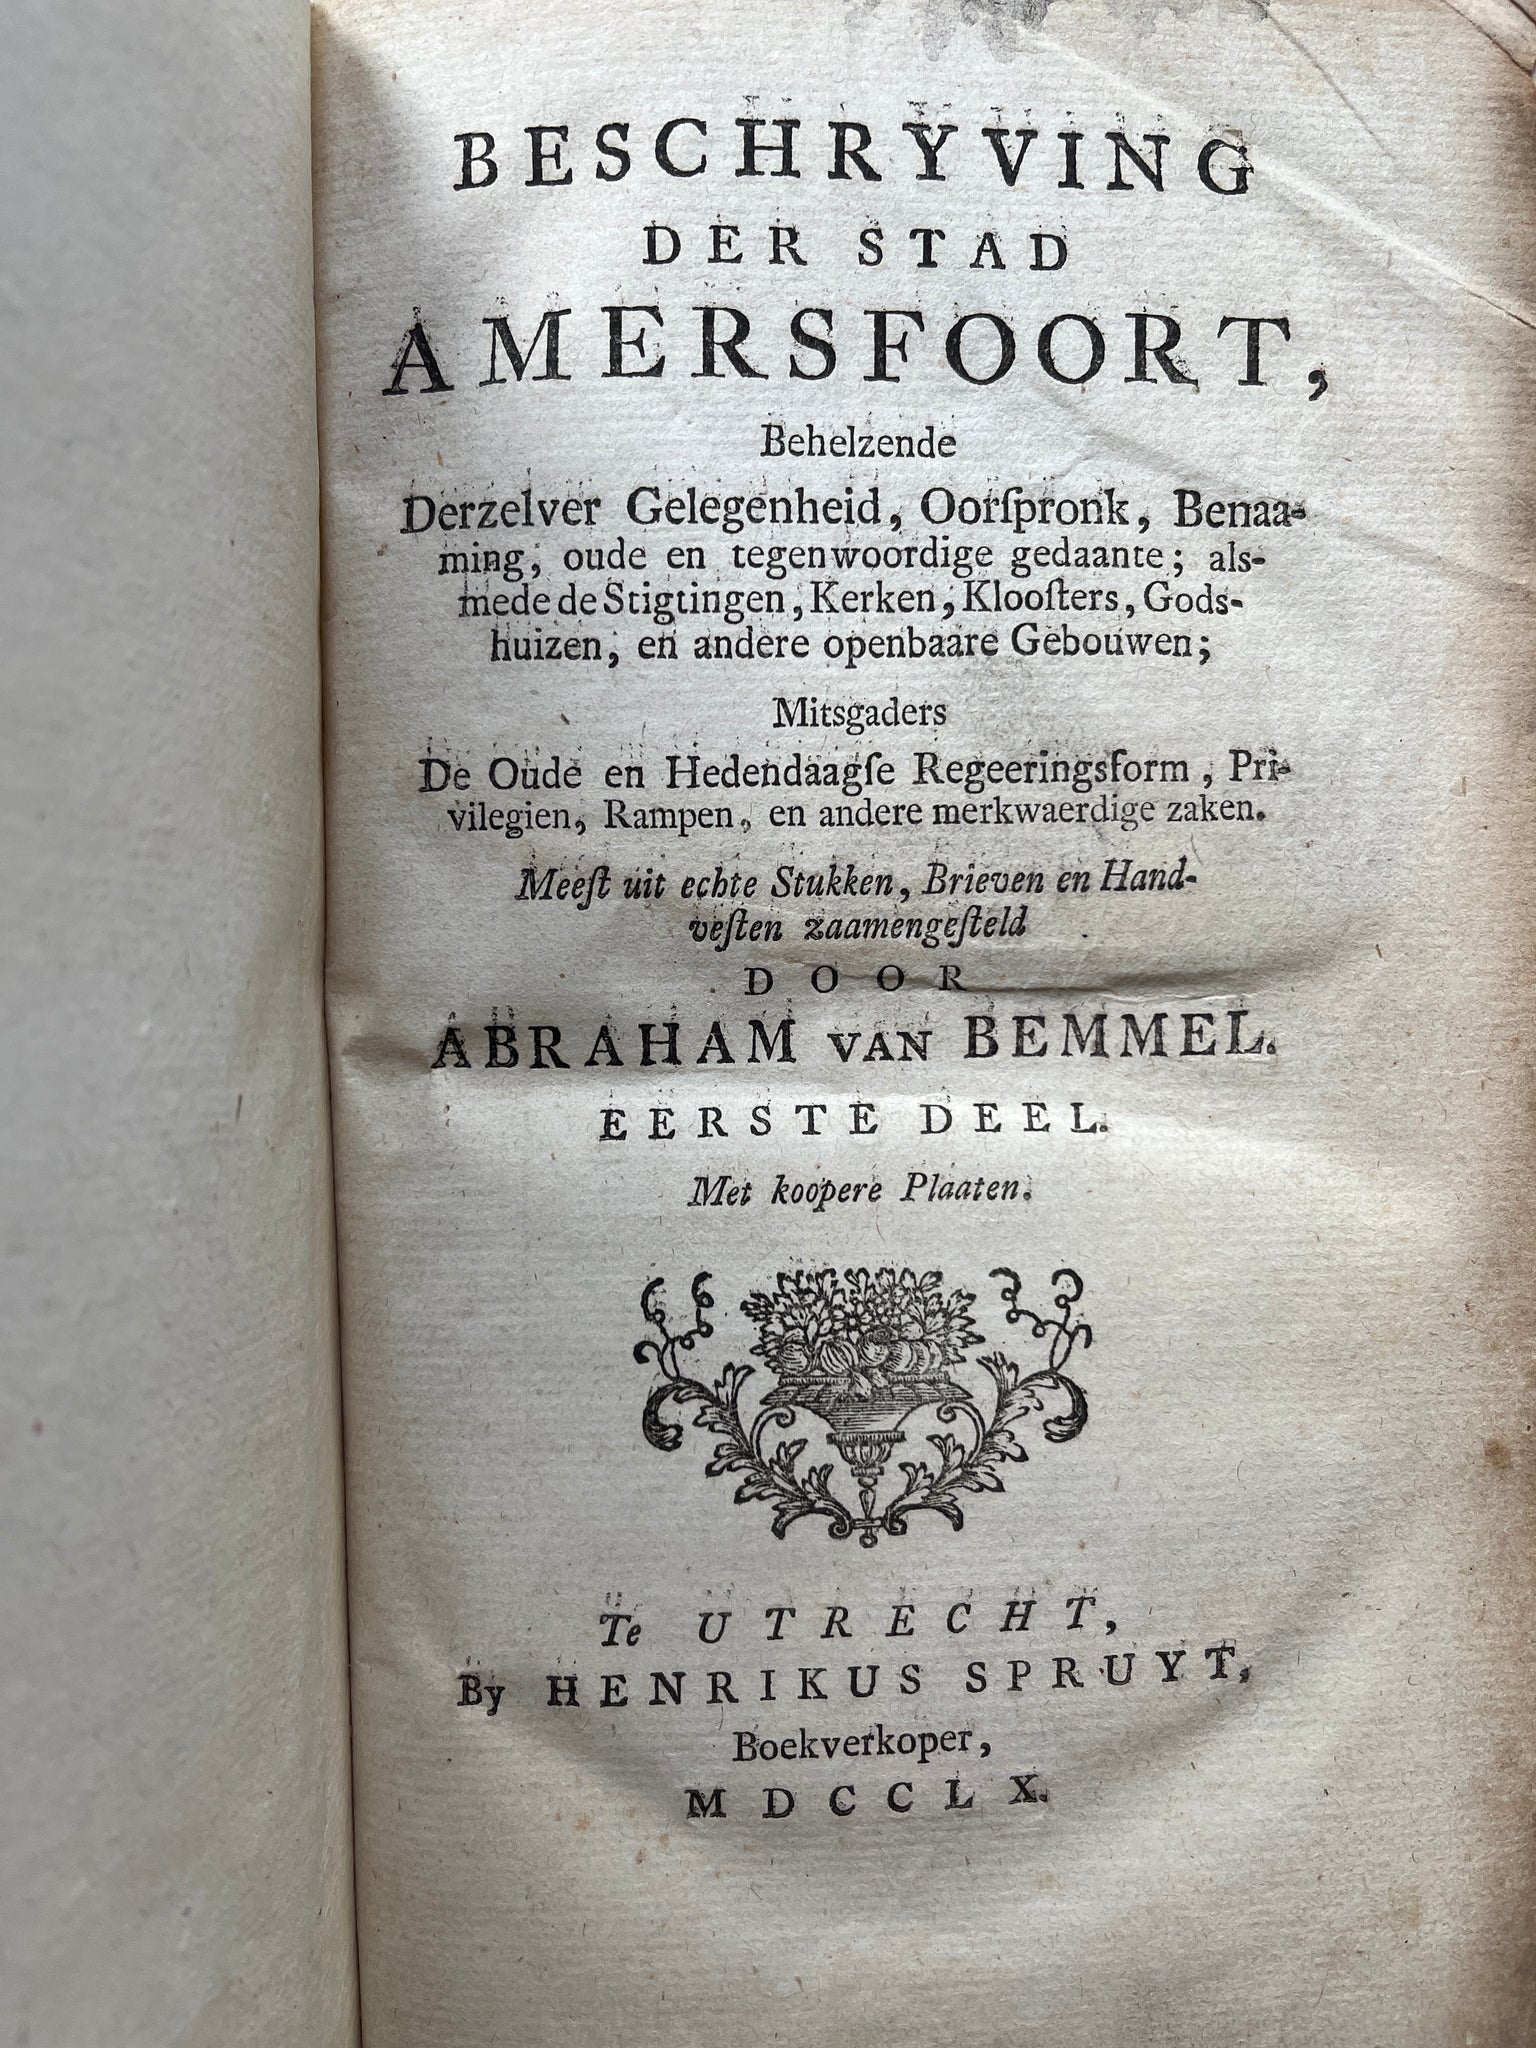 BESCHRYVING
DER STAD
AMERSFOORT,
Behelzende
Derzelver Gelegenheid, Oorſpronk, Benaa-
ming, oude en tegenwoordige gedaante; als-
mede de Stigtingen, Kerken, Klooſters, Gods-
huizen, en andere openbaare Gebouwen;
Mitsgaders
De Oude en Hedendaagſe Regeeringsform, Pri-
vilegien, Rampen, en andere merkwaerdige zaken.
Meeſt uit echte Stukken, Brieven en Hand-
veſten zaamengeſteld
DOOR
ABRAHAM VAN BEMMEL.
EERSTE DEEL.
Met koopere Plaaten.
Te UTRECHT,
By HENRIKUS SPRUYT,
Boekverkoper,
MDCCLX.